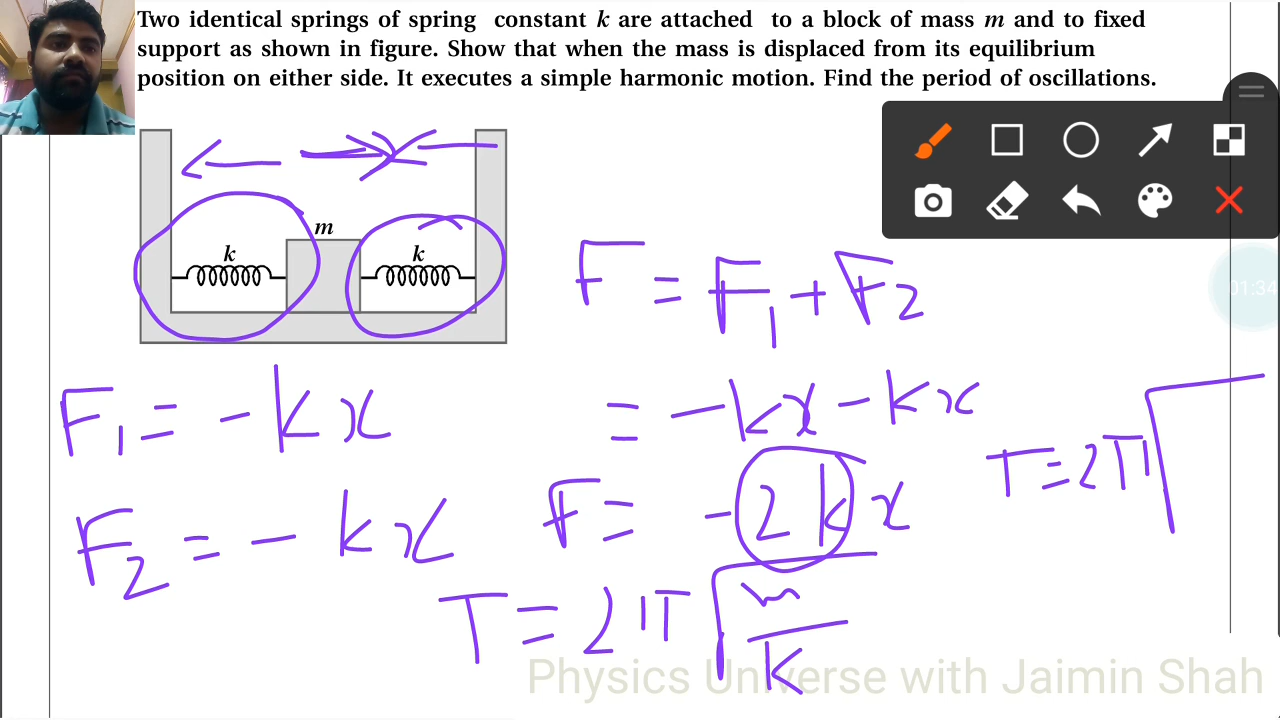 Two identical springs of spring constant k are attached to a block of mass m and to fixed
support as shown in figure. Show that when the mass is displaced from its equilibrium
position on either side. It executes a simple harmonic motion. Find the period of oscillations.
m
k
k
01:34
F = F₁ + F₂
F₁ = - k x
= - kx - kx
T = 2π√
F₂ = - k x
F = - 2 k x
T = 2π√(m/k)
Physics Universe with Jaimin Shah